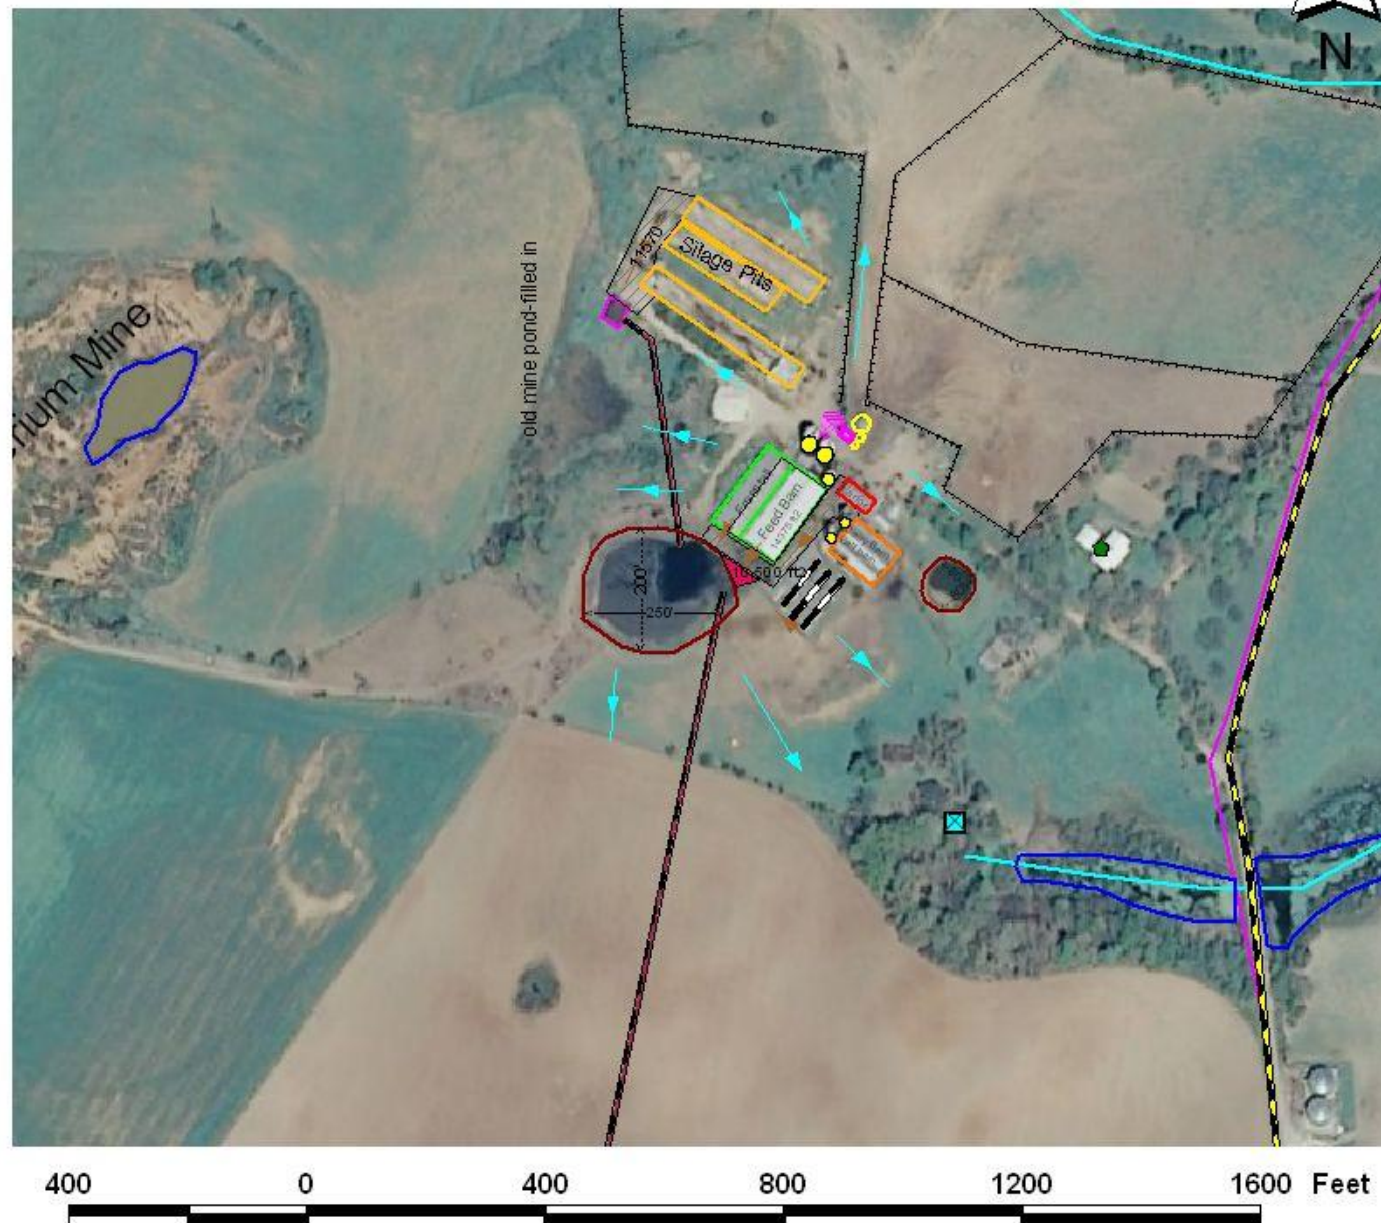 N
11570
Silage Pits
old mine pond-filled in
rium Mine
Feed Barn
200'
250'
400 0 400 800 1200 1600 Feet